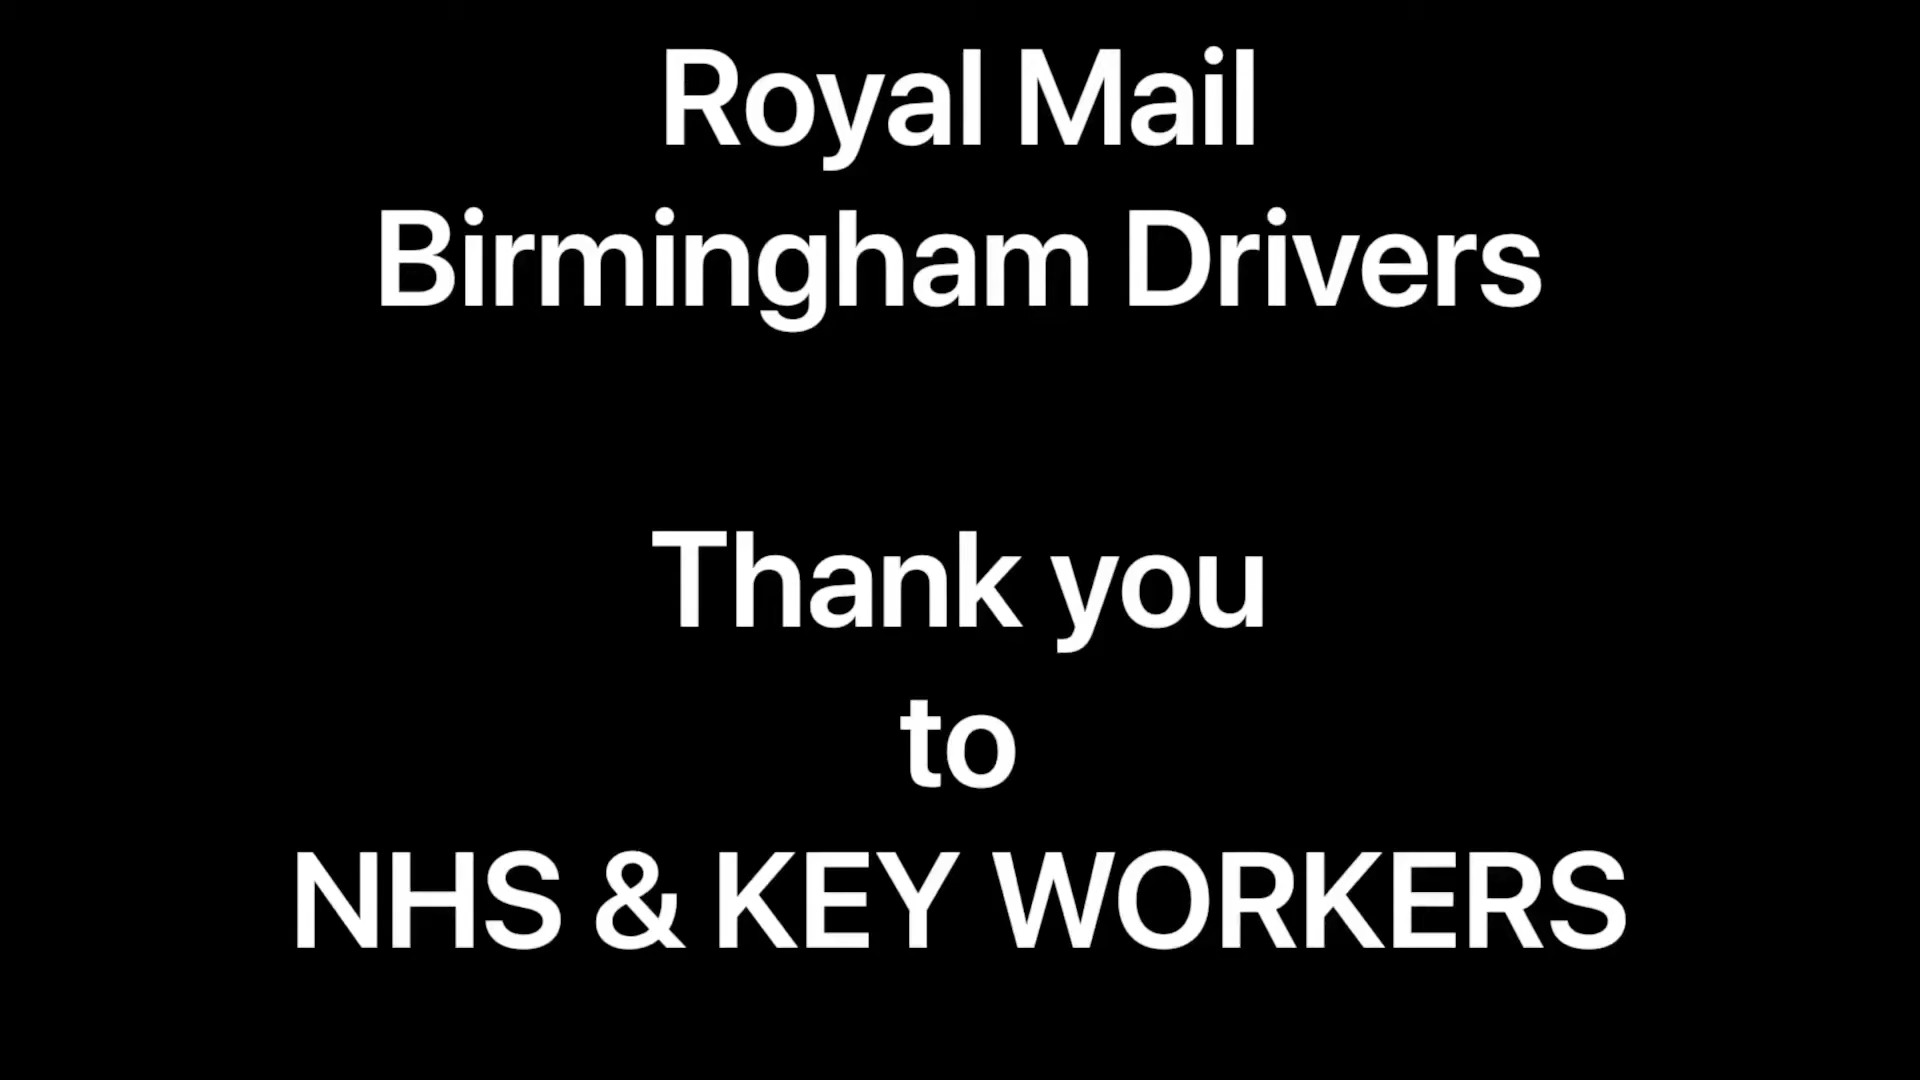 Royal Mail
Birmingham Drivers
Thank you
to
NHS & KEY WORKERS